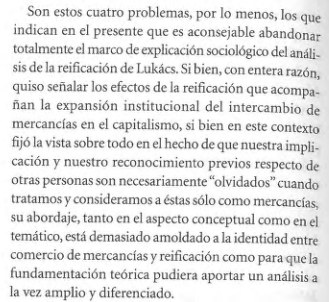 Son estos cuatro problemas, por lo menos, los que
indican en el presente que es aconsejable abandonar
totalmente el marco de explicación sociológico del análi-
sis de la reificación de Lukács. Si bien, con entera razón,
quiso señalar los efectos de la reificación que acompa-
ñan la expansión institucional del intercambio de
mercancías en el capitalismo, si bien en este contexto
fijó la vista sobre todo en el hecho de que nuestra impli-
cación y nuestro reconocimiento previos respecto de
otras personas son necesariamente “olvidados” cuando
tratamos y consideramos a éstas sólo como mercancías,
su abordaje, tanto en el aspecto conceptual como en el
temático, está demasiado amoldado a la identidad entre
comercio de mercancías y reificación como para que la
fundamentación teórica pudiera aportar un análisis a
la vez amplio y diferenciado.